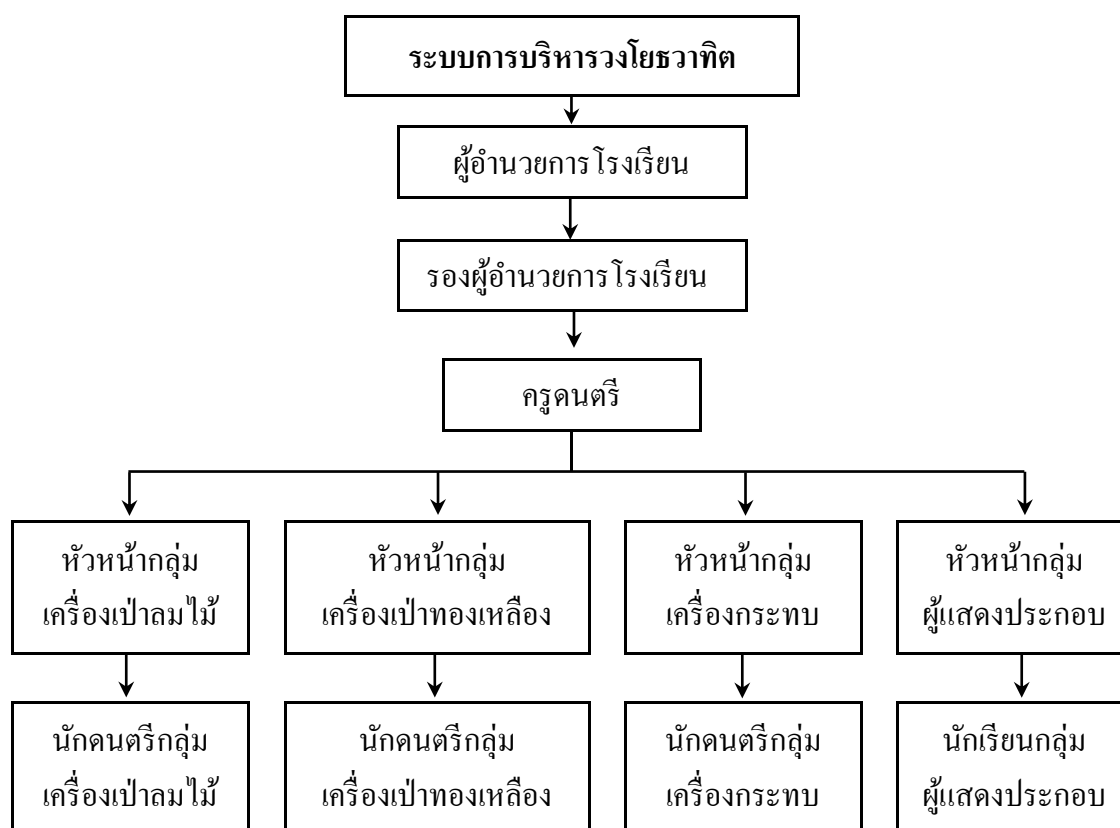 ระบบการบริหารวงโยธวาทิต
ผู้อำนวยการโรงเรียน
รองผู้อำนวยการโรงเรียน
ครูดนตรี
หัวหน้ากลุ่ม
เครื่องเป่าลมไม้
หัวหน้ากลุ่ม
เครื่องเป่าทองเหลือง
หัวหน้ากลุ่ม
เครื่องกระทบ
หัวหน้ากลุ่ม
ผู้แสดงประกอบ
นักดนตรีกลุ่ม
เครื่องเป่าลมไม้
นักดนตรีกลุ่ม
เครื่องเป่าทองเหลือง
นักดนตรีกลุ่ม
เครื่องกระทบ
นักเรียนกลุ่ม
ผู้แสดงประกอบ